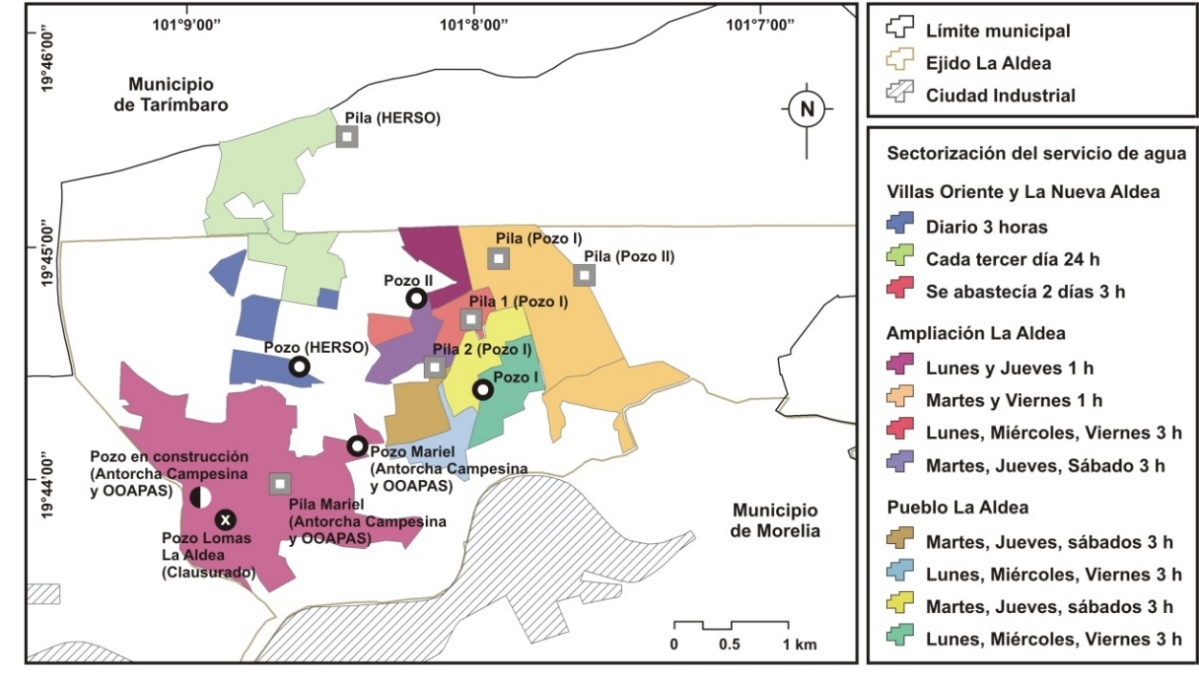 101°9'00”
101°8'00”
101°7'00”
19°46'00”
19°45'00”
19°44'00”
Municipio
de Tarímbaro
Pila (HERSO)
N
Pila (Pozo I)
Pila (Pozo II)
Pozo II
Pila 1 (Pozo I)
Pozo (HERSO)
Pila 2 (Pozo I)
Pozo I
Pozo Mariel
(Antorcha Campesina
y OOAPAS)
Pozo en construcción
(Antorcha Campesina
y OOAPAS)
Pila Mariel
(Antorcha Campesina
y OOAPAS)
x
Pozo Lomas
La Aldea
(Clausurado)
Municipio
de Morelia
0 0.5 1 km
Límite municipal
Ejido La Aldea
Ciudad Industrial
Sectorización del servicio de agua
Villas Oriente y La Nueva Aldea
Diario 3 horas
Cada tercer día 24 h
Se abastecía 2 días 3 h
Ampliación La Aldea
Lunes y Jueves 1 h
Martes y Viernes 1 h
Lunes, Miércoles, Viernes 3 h
Martes, Jueves, Sábado 3 h
Pueblo La Aldea
Martes, Jueves, sábados 3 h
Lunes, Miércoles, Viernes 3 h
Martes, Jueves, sábados 3 h
Lunes, Miércoles, Viernes 3 h